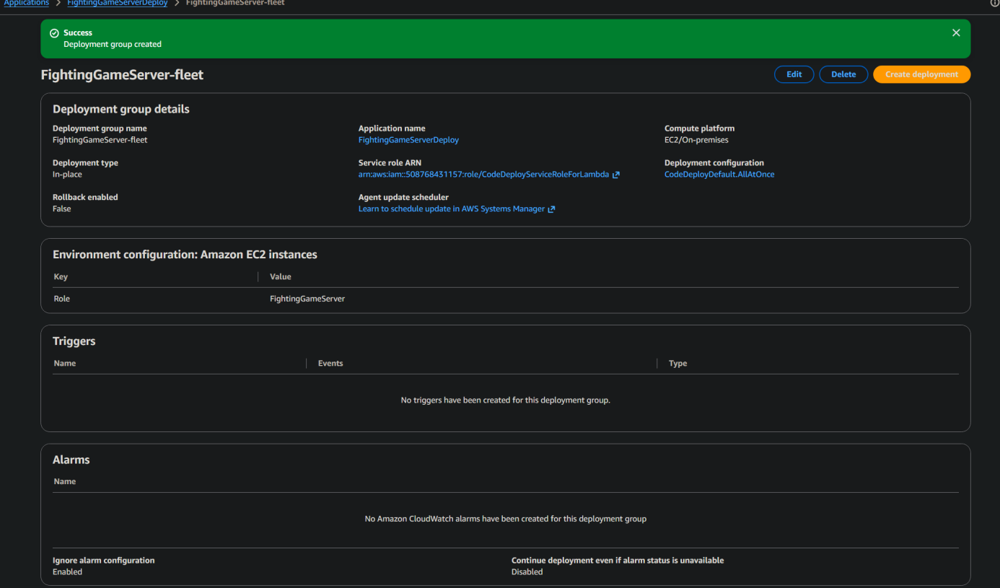 Applications > FightingGameServerDeploy > FightingGameServer-fleet
Success
Deployment group created
FightingGameServer-fleet
Edit Delete Create deployment
Deployment group details
Deployment group name Application name Compute platform
FightingGameServer-fleet FightingGameServerDeploy EC2/On-premises
Deployment type Service role ARN Deployment configuration
In-place arn:aws:iam::508768431157:role/CodeDeployServiceRoleForLambda CodeDeployDefault.AllAtOnce
Rollback enabled Agent update scheduler
False Learn to schedule update in AWS Systems Manager
Environment configuration: Amazon EC2 instances
Key Value
Role FightingGameServer
Triggers
Name Events Type
No triggers have been created for this deployment group.
Alarms
Name
No Amazon CloudWatch alarms have been created for this deployment group
Ignore alarm configuration Continue deployment even if alarm status is unavailable
Enabled Disabled